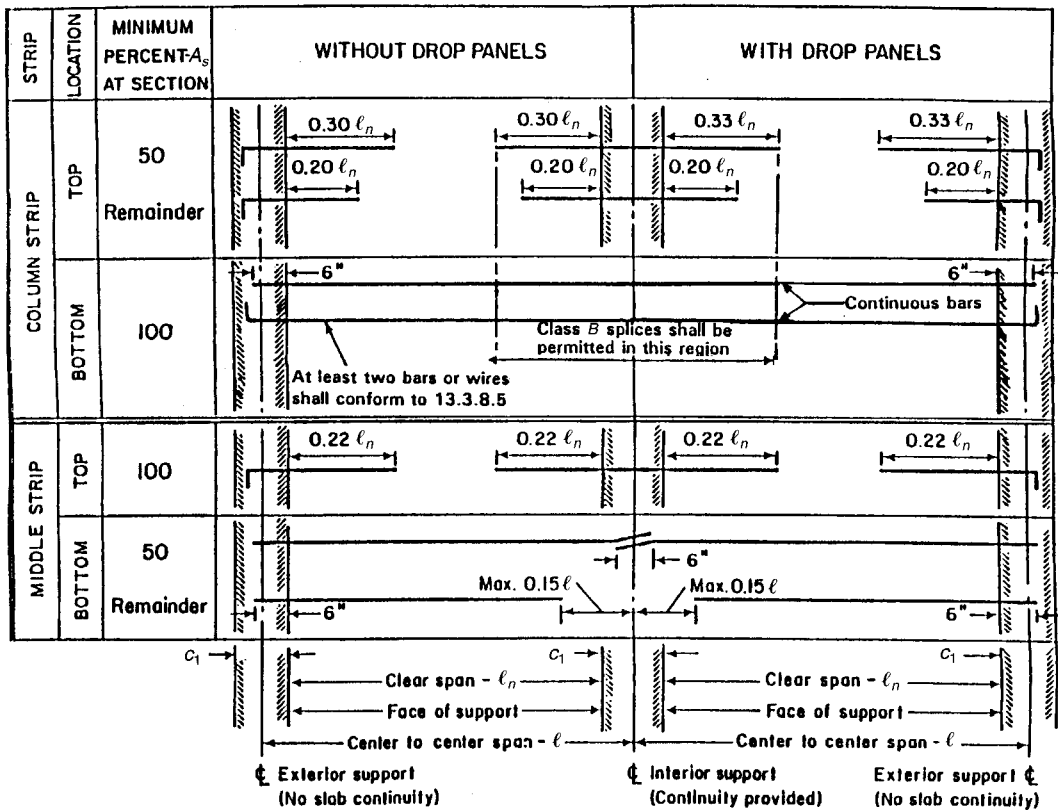 STRIP
LOCATION
MINIMUM
PERCENT-As
AT SECTION
WITHOUT DROP PANELS
WITH DROP PANELS
COLUMN STRIP
TOP
50
0.30 ℓn
0.30 ℓn
0.33 ℓn
0.33 ℓn
Remainder
0.20 ℓn
0.20 ℓn
0.20 ℓn
0.20 ℓn
BOTTOM
100
6"
6"
Continuous bars
Class B splices shall be
permitted in this region
At least two bars or wires
shall conform to 13.3.8.5
MIDDLE STRIP
TOP
100
0.22 ℓn
0.22 ℓn
0.22 ℓn
0.22 ℓn
BOTTOM
50
6"
Remainder
Max. 0.15ℓ
Max. 0.15ℓ
6"
6"
c1
c1
c1
Clear span - ℓn
Clear span - ℓn
Face of support
Face of support
Center to center span - ℓ
Center to center span - ℓ
℄ Exterior support
(No slab continuity)
℄ Interior support
(Continuity provided)
Exterior support ℄
(No slab continuity)